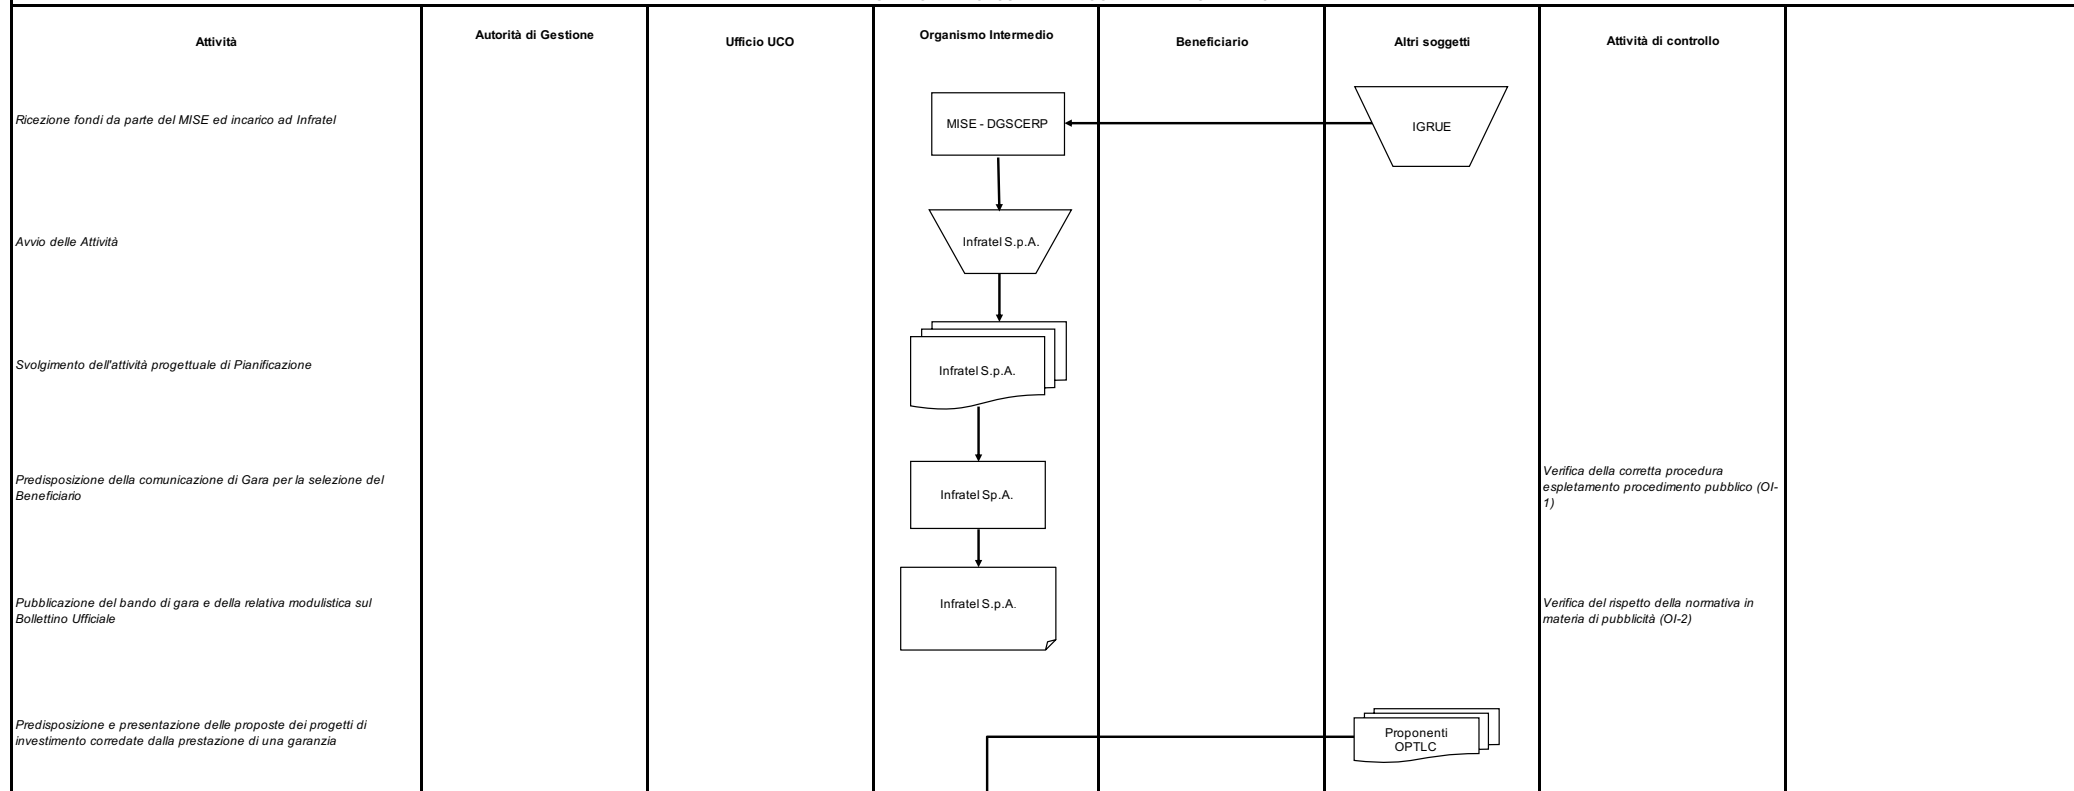 Attività
Autorità di Gestione
Ufficio UCO
Organismo Intermedio
Beneficiario
Altri soggetti
Attività di controllo
Ricezione fondi da parte del MISE ed incarico ad Infratel
MISE - DGSCERP
IGRUE
Avvio delle Attività
Infratel S.p.A.
Svolgimento dell'attività progettuale di Pianificazione
Infratel S.p.A.
Predisposizione della comunicazione di Gara per la selezione del
Beneficiario
Infratel Sp.A.
Verifica della corretta procedura
espletamento procedimento pubblico (OI-
1)
Pubblicazione del bando di gara e della relativa modulistica sul
Bollettino Ufficiale
Infratel S.p.A.
Verifica del rispetto della normativa in
materia di pubblicità (OI-2)
Predisposizione e presentazione delle proposte dei progetti di
investimento corredate dalla prestazione di una garanzia
Proponenti
OPTLC